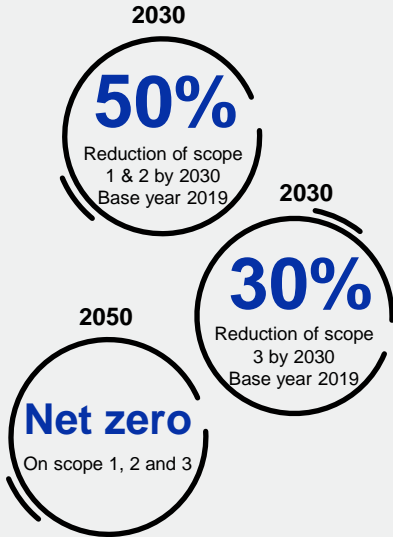 2030
50%
Reduction of scope
1 & 2 by 2030
Base year 2019
2030
30%
Reduction of scope
3 by 2030
Base year 2019
2050
Net zero
On scope 1, 2 and 3